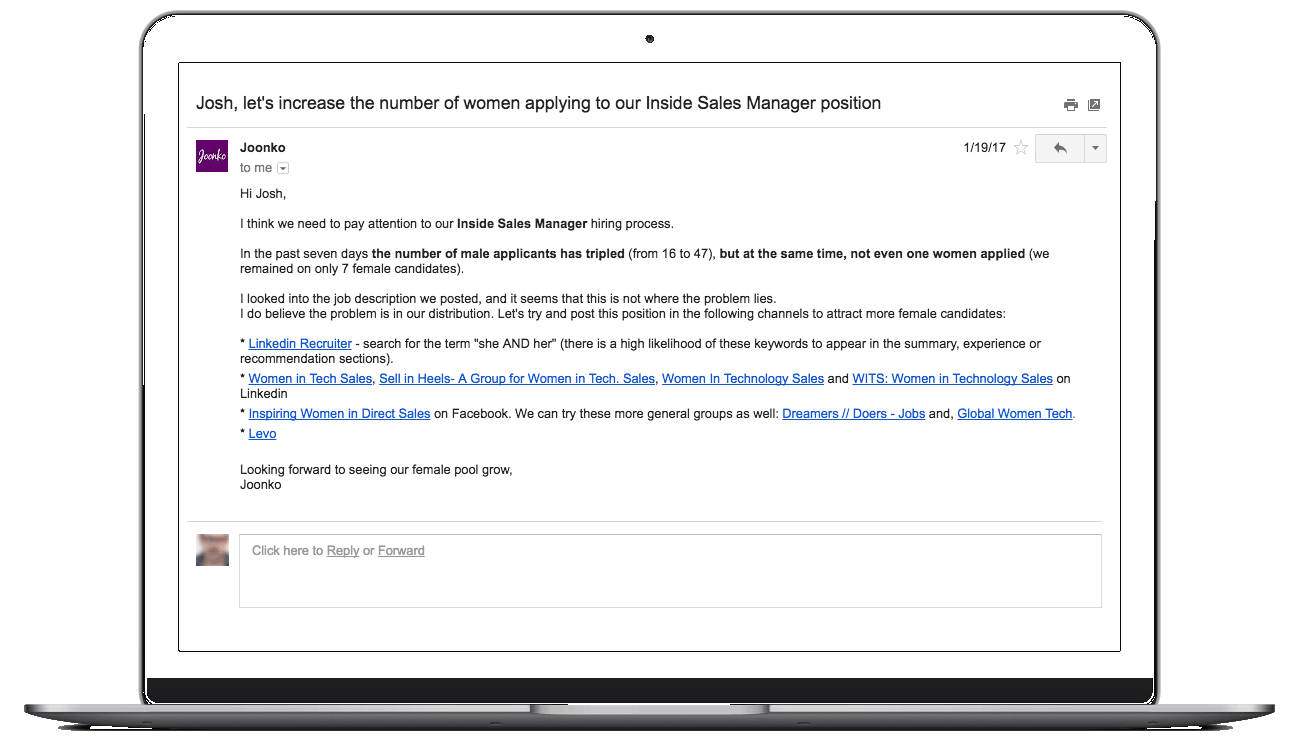 Josh, let's increase the number of women applying to our Inside Sales Manager position
Joonko
Joonko
1/19/17
to me
Hi Josh,
I think we need to pay attention to our Inside Sales Manager hiring process.
In the past seven days the number of male applicants has tripled (from 16 to 47), but at the same time, not even one women applied (we
remained on only 7 female candidates).
I looked into the job description we posted, and it seems that this is not where the problem lies.
I do believe the problem is in our distribution. Let's try and post this position in the following channels to attract more female candidates:
* Linkedin Recruiter - search for the term "she AND her" (there is a high likelihood of these keywords to appear in the summary, experience or
recommendation sections).
* Women in Tech Sales, Sell in Heels- A Group for Women in Tech. Sales, Women In Technology Sales and WITS: Women in Technology Sales on
Linkedin
* Inspiring Women in Direct Sales on Facebook. We can try these more general groups as well: Dreamers // Doers - Jobs and, Global Women Tech.
* Levo
Looking forward to seeing our female pool grow,
Joonko
Click here to Reply or Forward